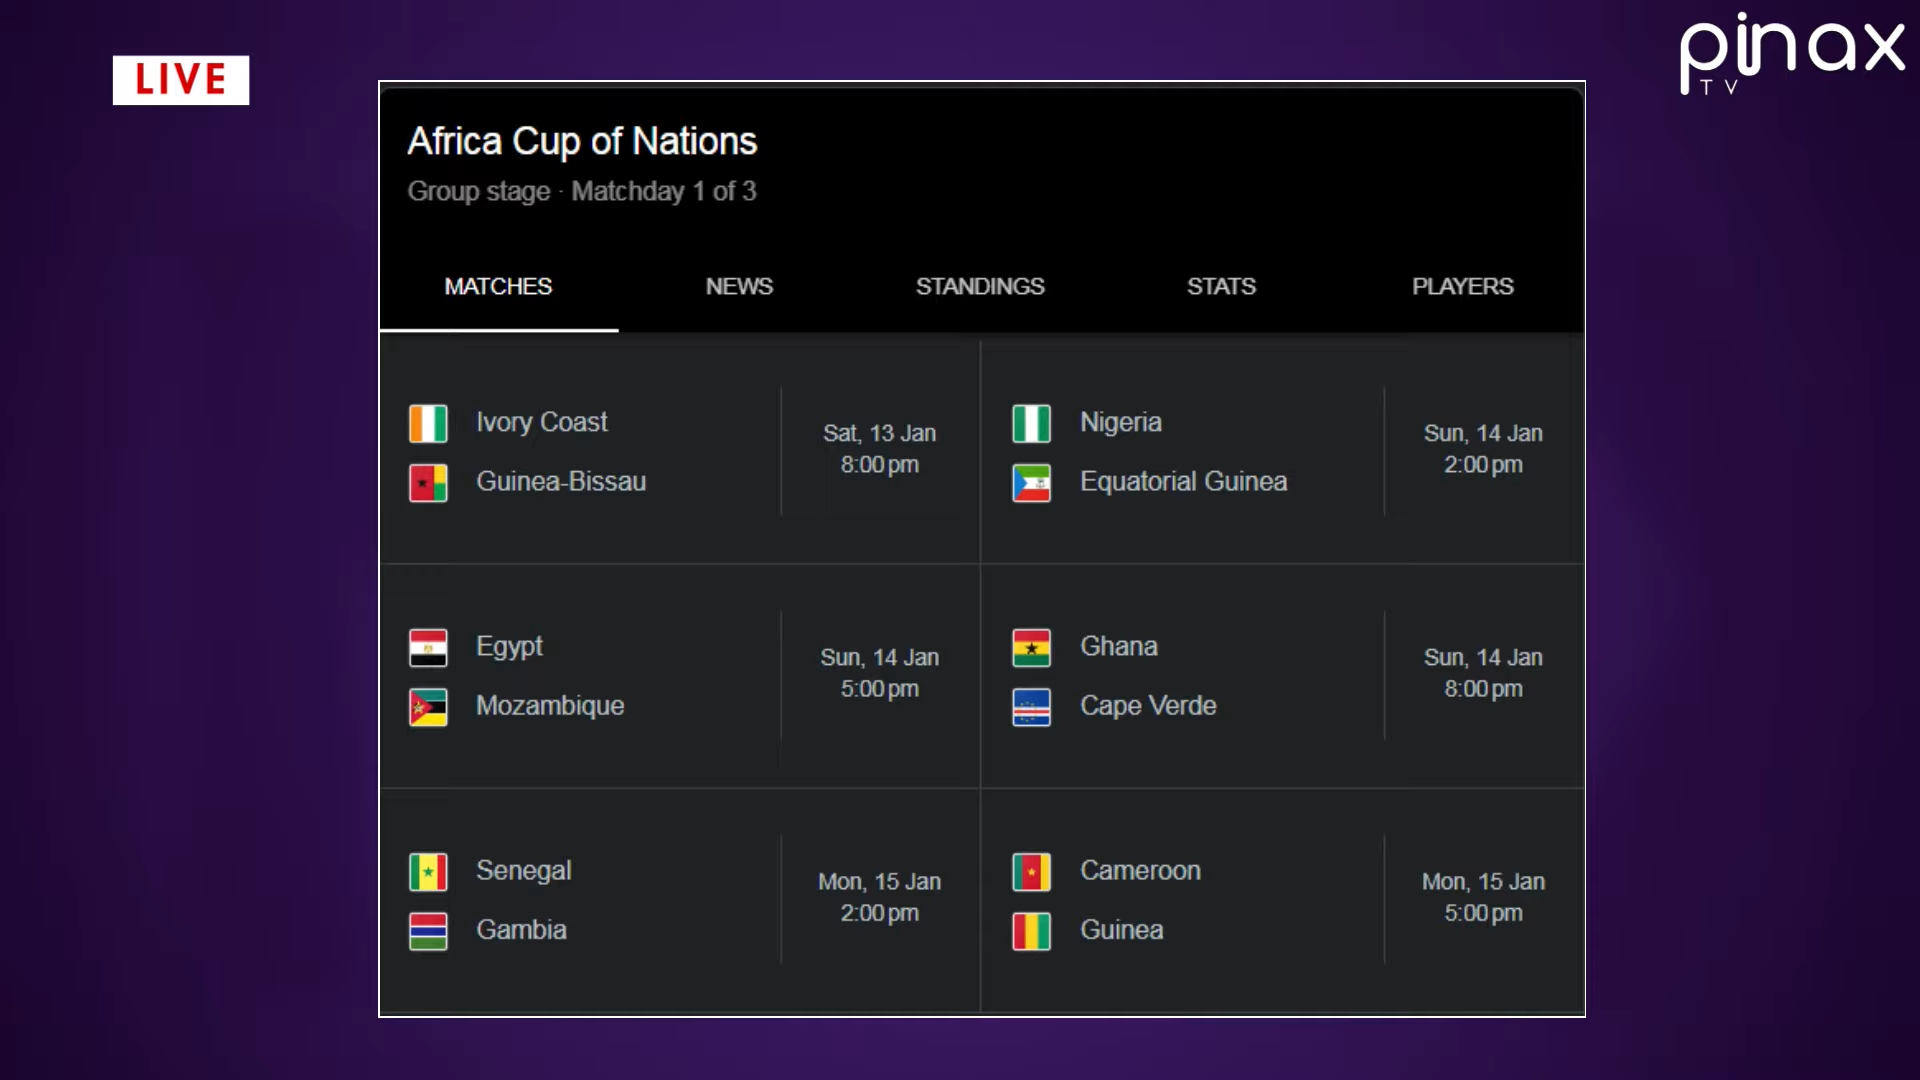 LIVE
pinax
TV
Africa Cup of Nations
Group stage · Matchday 1 of 3
MATCHES
NEWS
STANDINGS
STATS
PLAYERS
Ivory Coast
Guinea-Bissau
Sat, 13 Jan
8:00 pm
Nigeria
Equatorial Guinea
Sun, 14 Jan
2:00 pm
Egypt
Mozambique
Sun, 14 Jan
5:00 pm
Ghana
Cape Verde
Sun, 14 Jan
8:00 pm
Senegal
Gambia
Mon, 15 Jan
2:00 pm
Cameroon
Guinea
Mon, 15 Jan
5:00 pm